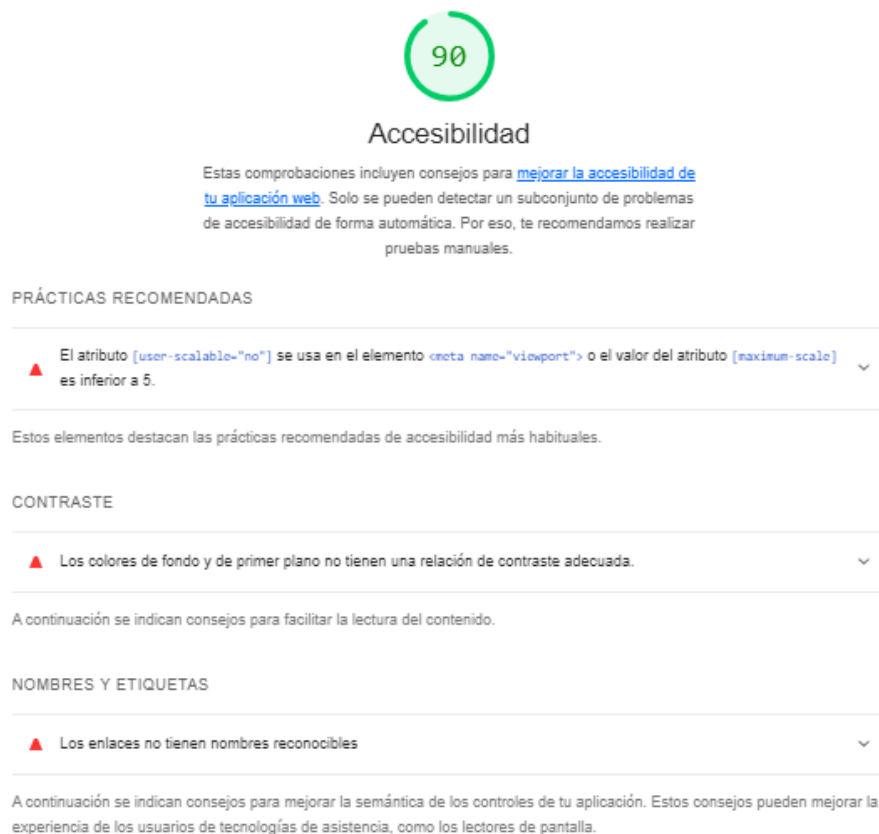 90
Accesibilidad
Estas comprobaciones incluyen consejos para mejorar la accesibilidad de
tu aplicación web. Solo se pueden detectar un subconjunto de problemas
de accesibilidad de forma automática. Por eso, te recomendamos realizar
pruebas manuales.
PRÁCTICAS RECOMENDADAS
El atributo [user-scalable="no"] se usa en el elemento <meta name="viewport"> o el valor del atributo [maximum-scale]
es inferior a 5.
Estos elementos destacan las prácticas recomendadas de accesibilidad más habituales.
CONTRASTE
Los colores de fondo y de primer plano no tienen una relación de contraste adecuada.
A continuación se indican consejos para facilitar la lectura del contenido.
NOMBRES Y ETIQUETAS
Los enlaces no tienen nombres reconocibles
A continuación se indican consejos para mejorar la semántica de los controles de tu aplicación. Estos consejos pueden mejorar la
experiencia de los usuarios de tecnologías de asistencia, como los lectores de pantalla.